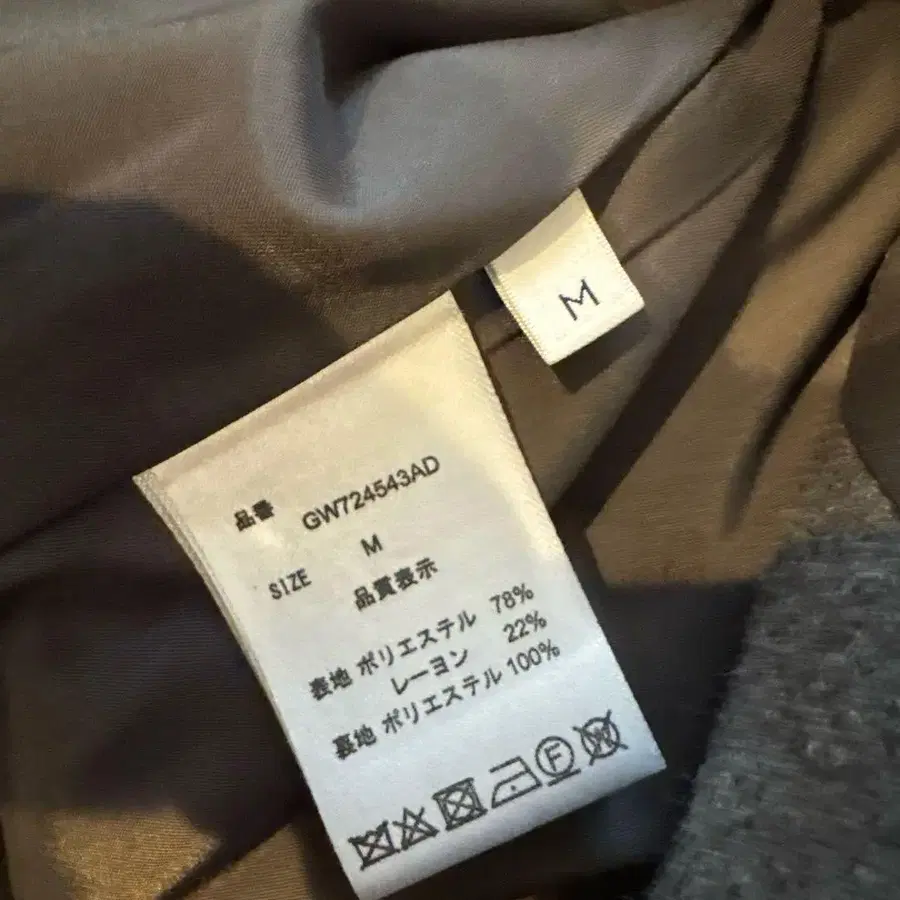 M
品番 GW724543AD
SIZE M
品質表示
表地 ポリエステル 78%
レーヨン 22%
裏地 ポリエステル 100%
F
W